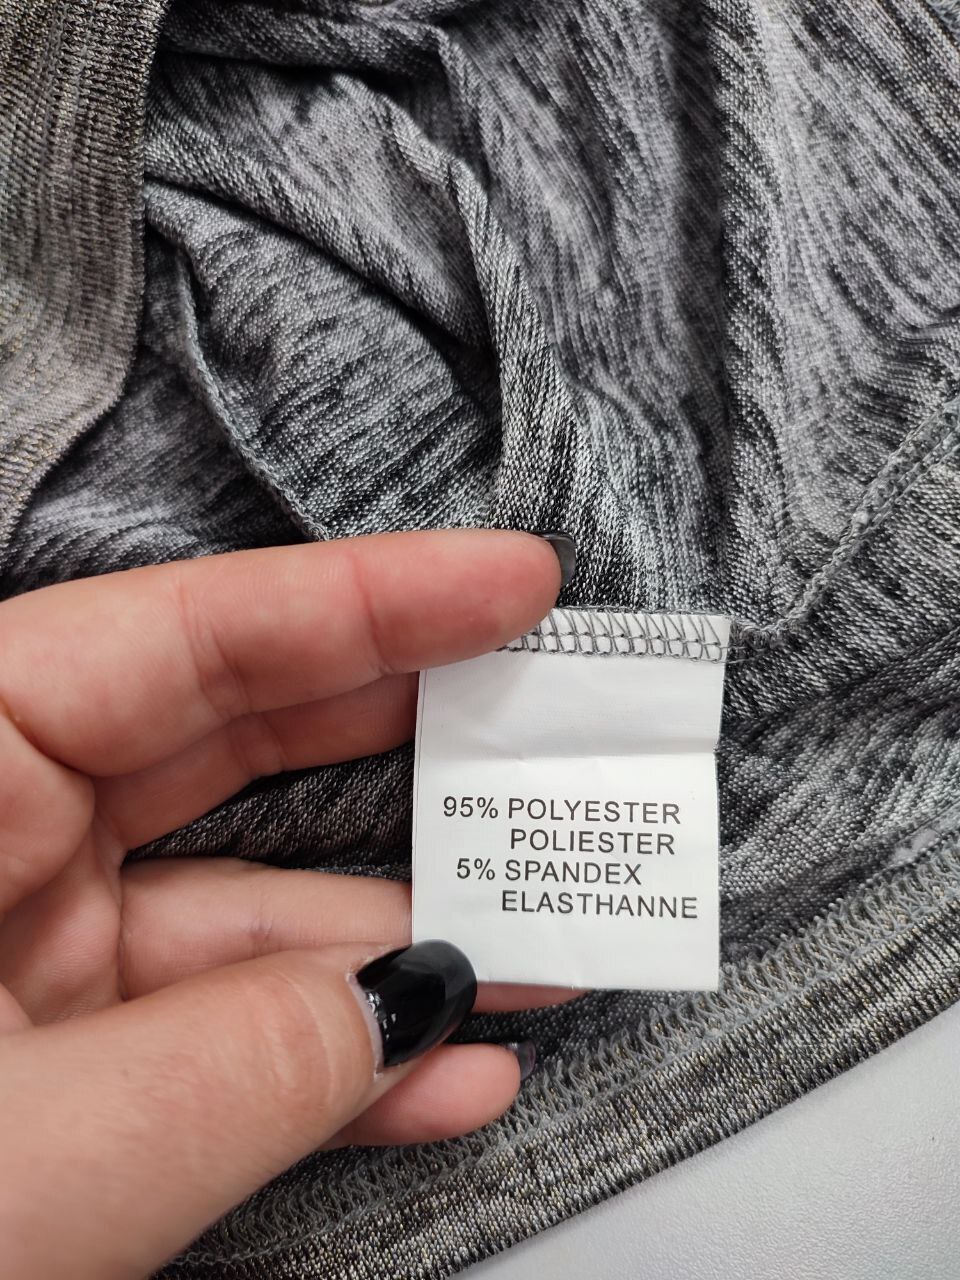 95% POLYESTER
POLIESTER
5% SPANDEX
ELASTHANNE